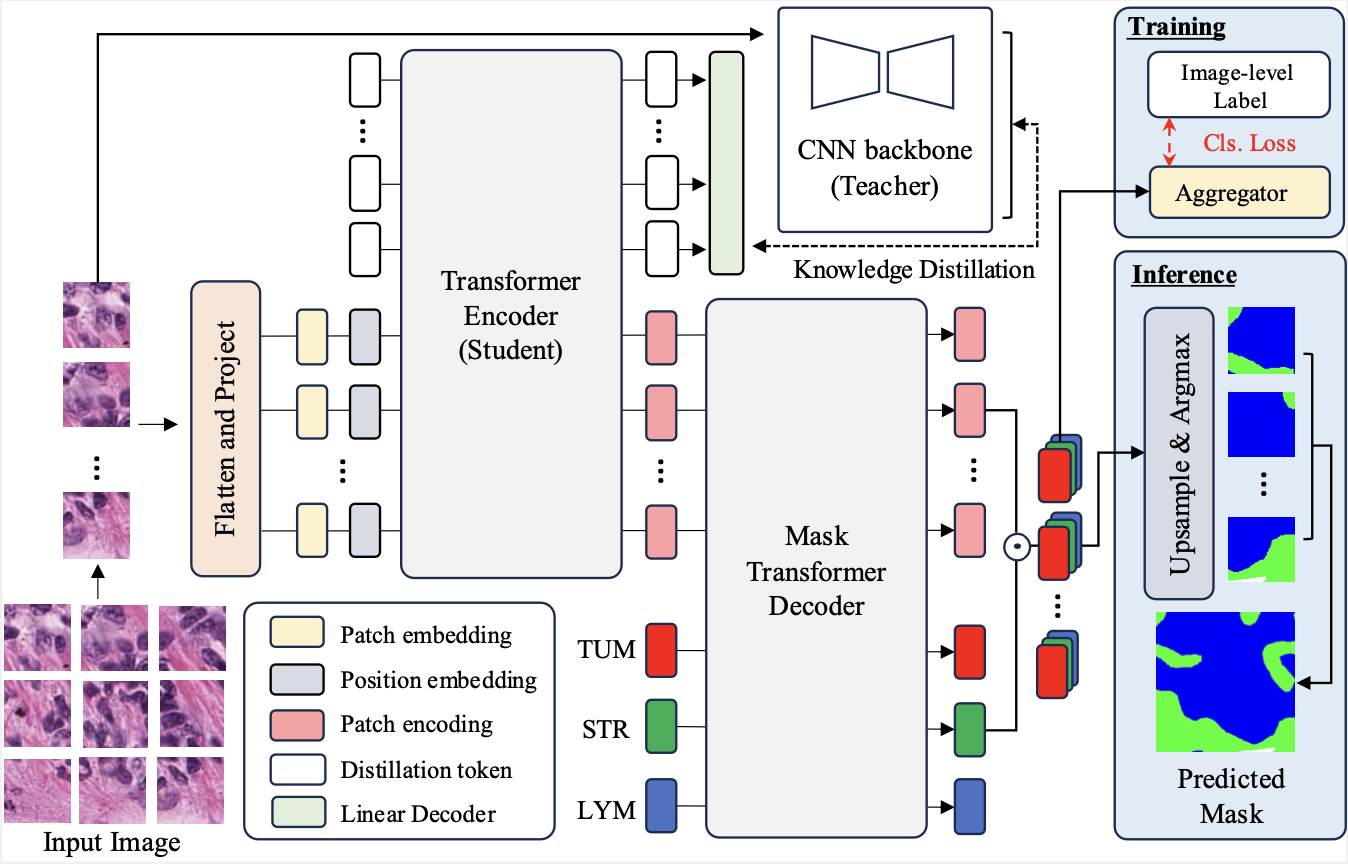 Training
Image-level
Label
Cls. Loss
Aggregator
CNN backbone
(Teacher)
Knowledge Distillation
Transformer
Encoder
(Student)
Flatten and Project
Inference
Upsample & Argmax
Mask
Transformer
Decoder
Patch embedding
Position embedding
Patch encoding
Distillation token
Linear Decoder
TUM
STR
LYM
Predicted
Mask
Input Image